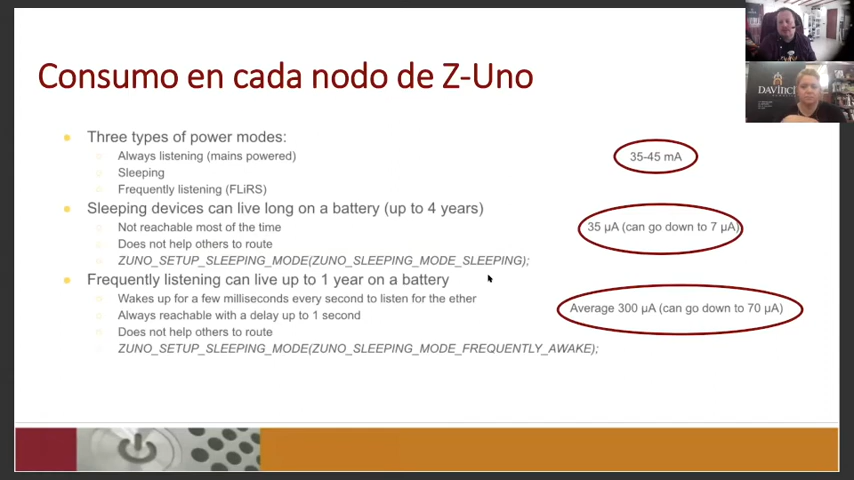 Consumo en cada nodo de Z-Uno
Three types of power modes:
Always listening (mains powered)
35-45 mA
Sleeping
Frequently listening (FLiRS)
Sleeping devices can live long on a battery (up to 4 years)
Not reachable most of the time
35 µA (can go down to 7 µA)
Does not help others to route
ZUNO_SETUP_SLEEPING_MODE(ZUNO_SLEEPING_MODE_SLEEPING);
Frequently listening can live up to 1 year on a battery
Wakes up for a few milliseconds every second to listen for the ether
Average 300 µA (can go down to 70 µA)
Always reachable with a delay up to 1 second
Does not help others to route
ZUNO_SETUP_SLEEPING_MODE(ZUNO_SLEEPING_MODE_FREQUENTLY_AWAKE);
DAVINCI